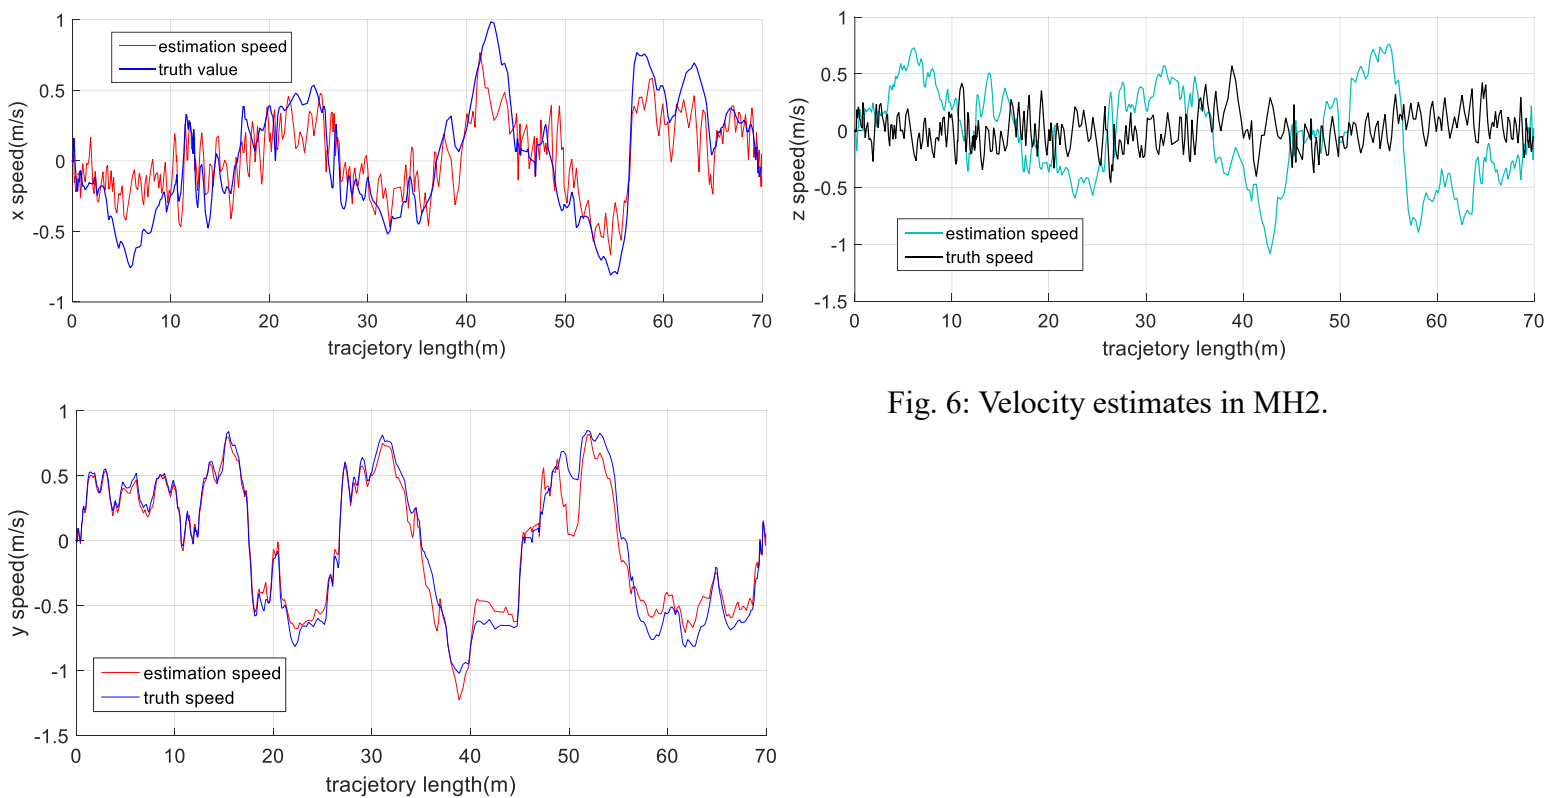 1
0.5
0
-0.5
-1
x speed(m/s)
estimation speed
truth value
0 10 20 30 40 50 60 70
tracjetory length(m)
1
0.5
0
-0.5
-1
-1.5
z speed(m/s)
estimation speed
truth speed
0 10 20 30 40 50 60 70
tracjetory length(m)
Fig. 6: Velocity estimates in MH2.
1
0.5
0
-0.5
-1
-1.5
y speed(m/s)
estimation speed
truth speed
0 10 20 30 40 50 60 70
tracjetory length(m)